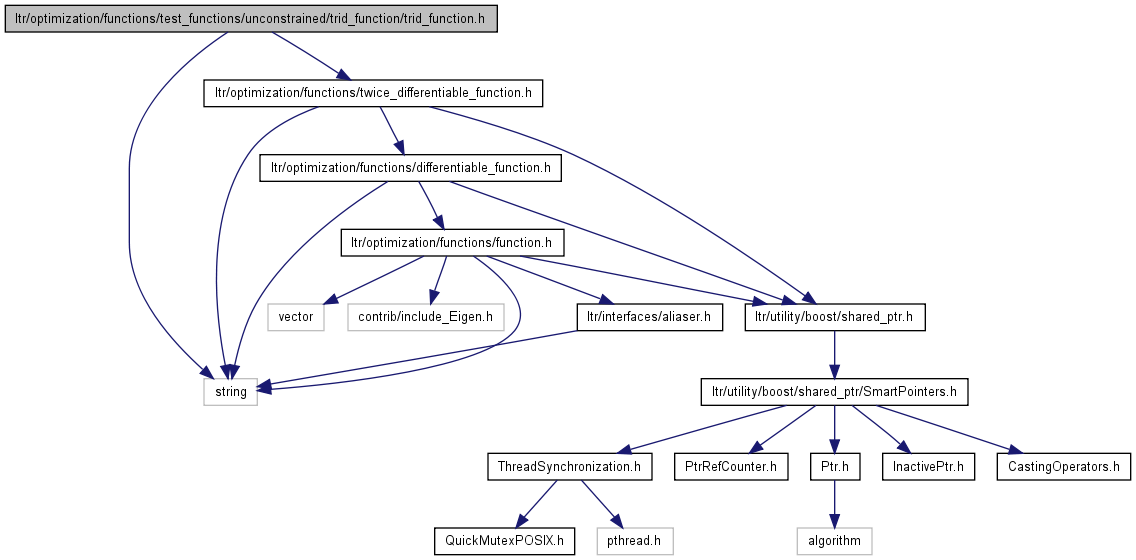 ltr/optimization/functions/test_functions/unconstrained/trid_function/trid_function.h
ltr/optimization/functions/twice_differentiable_function.h
ltr/optimization/functions/differentiable_function.h
ltr/optimization/functions/function.h
vector
contrib/include_Eigen.h
ltr/interfaces/aliaser.h
ltr/utility/boost/shared_ptr.h
string
ltr/utility/boost/shared_ptr/SmartPointers.h
ThreadSynchronization.h
PtrRefCounter.h
Ptr.h
InactivePtr.h
CastingOperators.h
QuickMutexPOSIX.h
pthread.h
algorithm